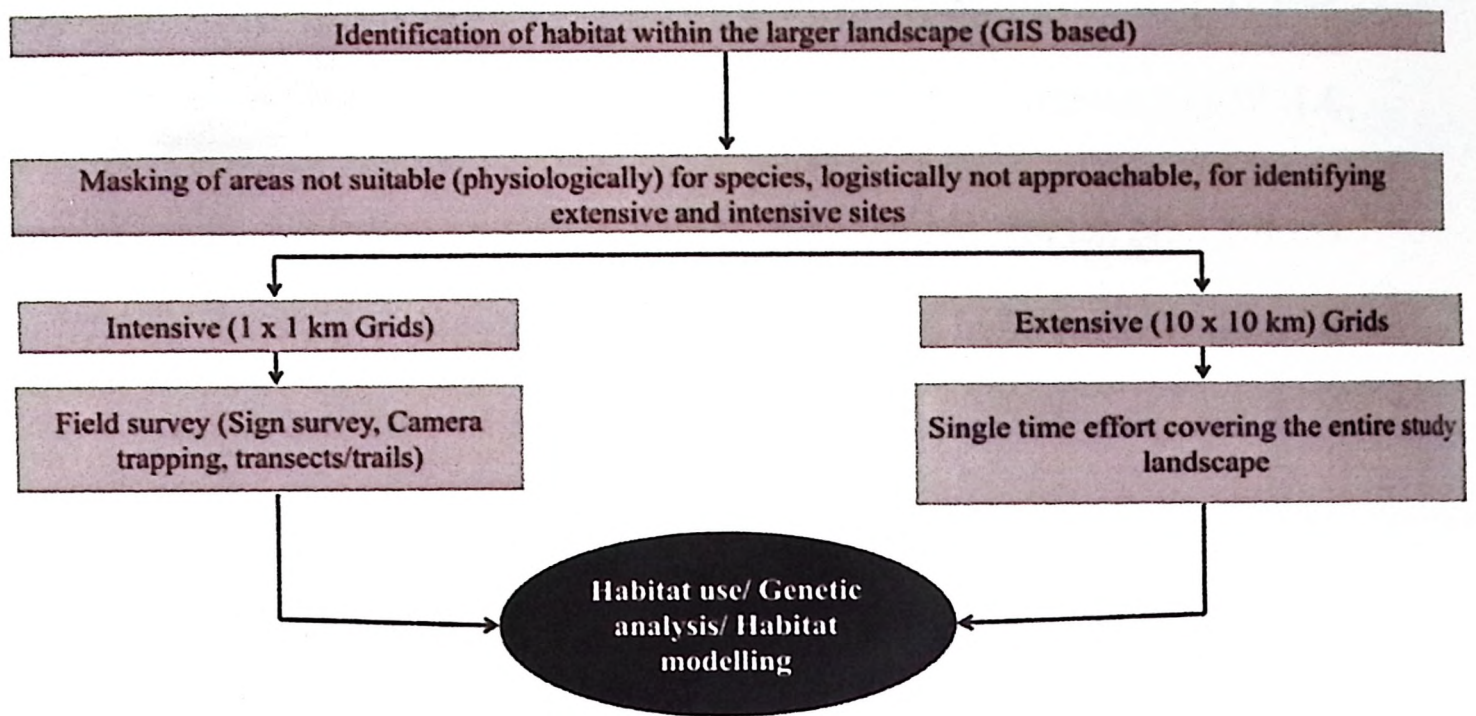 Identification of habitat within the larger landscape (GIS based)
Masking of areas not suitable (physiologically) for species, logistically not approachable, for identifying
extensive and intensive sites
Intensive (1 x 1 km Grids)
Extensive (10 x 10 km) Grids
Field survey (Sign survey, Camera
trapping, transects/trails)
Single time effort covering the entire study
landscape
Habitat use/ Genetic
analysis/ Habitat
modelling